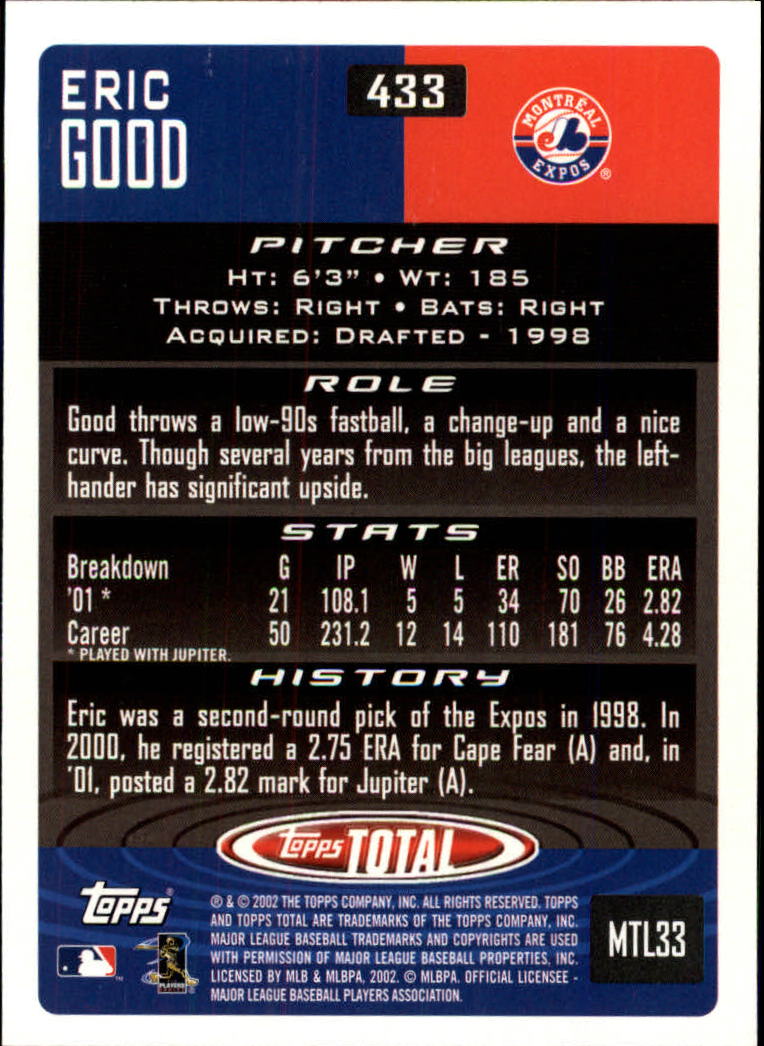 ERIC
GOOD
433
MONTRÉAL
EXPOS ®
PITCHER
HT: 6'3" • WT: 185
THROWS: RIGHT • BATS: RIGHT
ACQUIRED: DRAFTED - 1998
ROLE
Good throws a low-90s fastball, a change-up and a nice
curve. Though several years from the big leagues, the left-
hander has significant upside.
STATS
Breakdown G IP W L ER SO BB ERA
'01 * 21 108.1 5 5 34 70 26 2.82
Career 50 231.2 12 14 110 181 76 4.28
* PLAYED WITH JUPITER.
HISTORY
Eric was a second-round pick of the Expos in 1998. In
2000, he registered a 2.75 ERA for Cape Fear (A) and, in
'01, posted a 2.82 mark for Jupiter (A).
Topps TOTAL
Topps ®
® & © 2002 THE TOPPS COMPANY, INC. ALL RIGHTS RESERVED. TOPPS
AND TOPPS TOTAL ARE TRADEMARKS OF THE TOPPS COMPANY, INC.
MAJOR LEAGUE BASEBALL TRADEMARKS AND COPYRIGHTS ARE USED
WITH PERMISSION OF MAJOR LEAGUE BASEBALL PROPERTIES, INC.
LICENSED BY MLB & MLBPA, 2002. © MLBPA. OFFICIAL LICENSEE -
MAJOR LEAGUE BASEBALL PLAYERS ASSOCIATION.
MTL33
PLAYERS